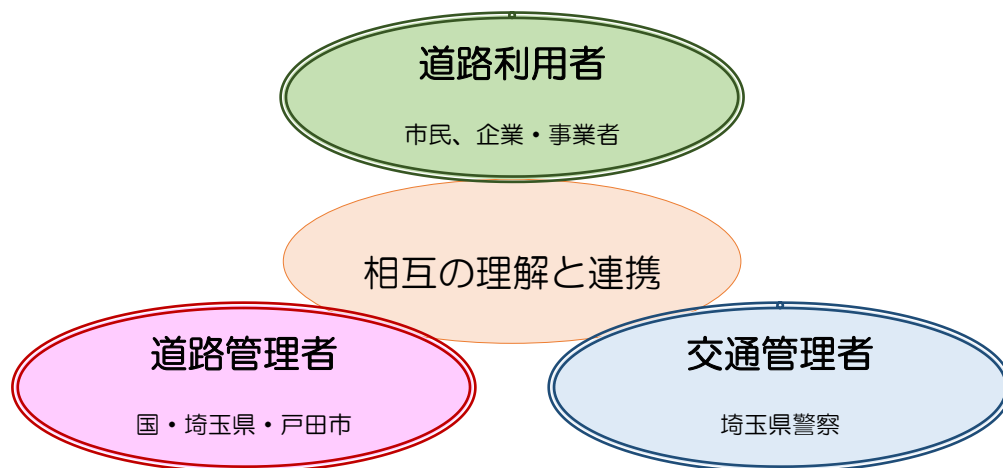 道路利用者
市民、企業・事業者
相互の理解と連携
道路管理者
国・埼玉県・戸田市
交通管理者
埼玉県警察